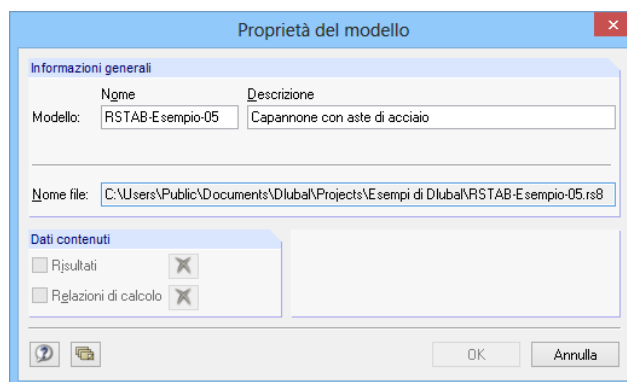 Proprietà del modello
Informazioni generali
Nome Descrizione
Modello: RSTAB-Esempio-05 Capannone con aste di acciaio
Nome file: C:\Users\Public\Documents\Dlubal\Projects\Esempi di Dlubal\RSTAB-Esempio-05.rs8
Dati contenuti
Risultati
Relazioni di calcolo
OK Annulla